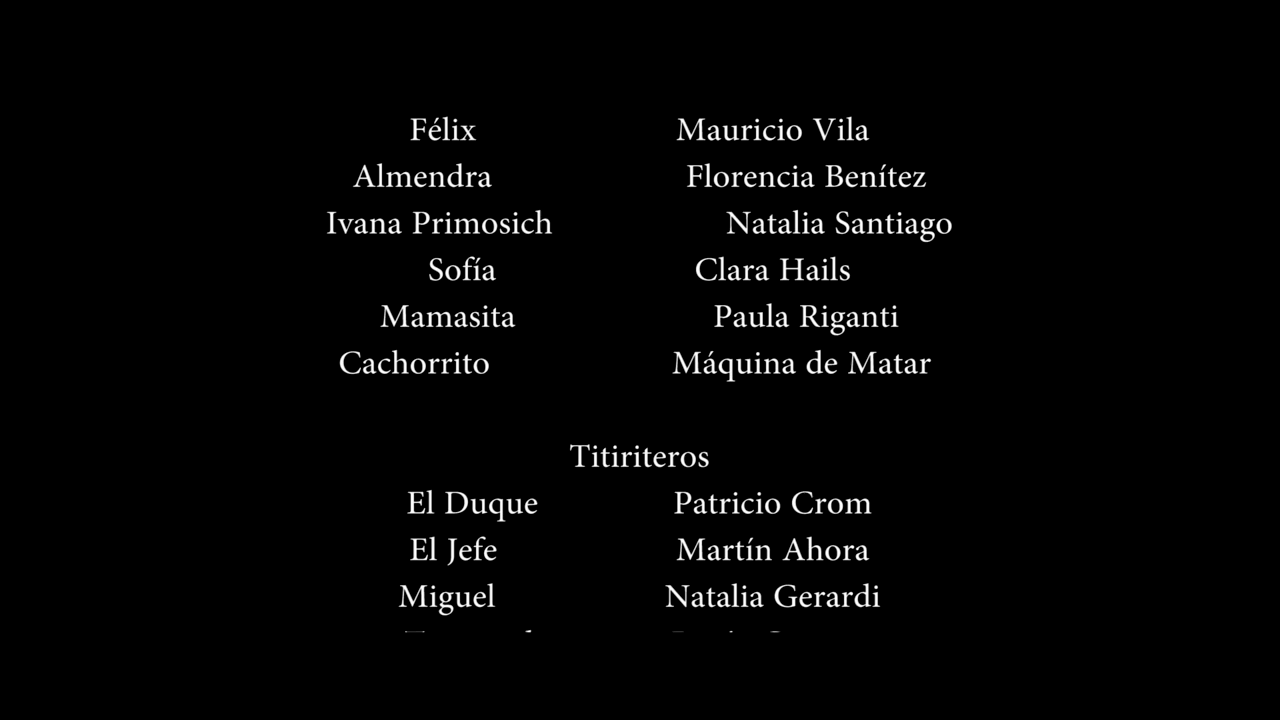 Félix Mauricio Vila
Almendra Florencia Benítez
Ivana Primosich Natalia Santiago
Sofía Clara Hails
Mamasita Paula Riganti
Cachorrito Máquina de Matar
Titiriteros
El Duque Patricio Crom
El Jefe Martín Ahora
Miguel Natalia Gerardi